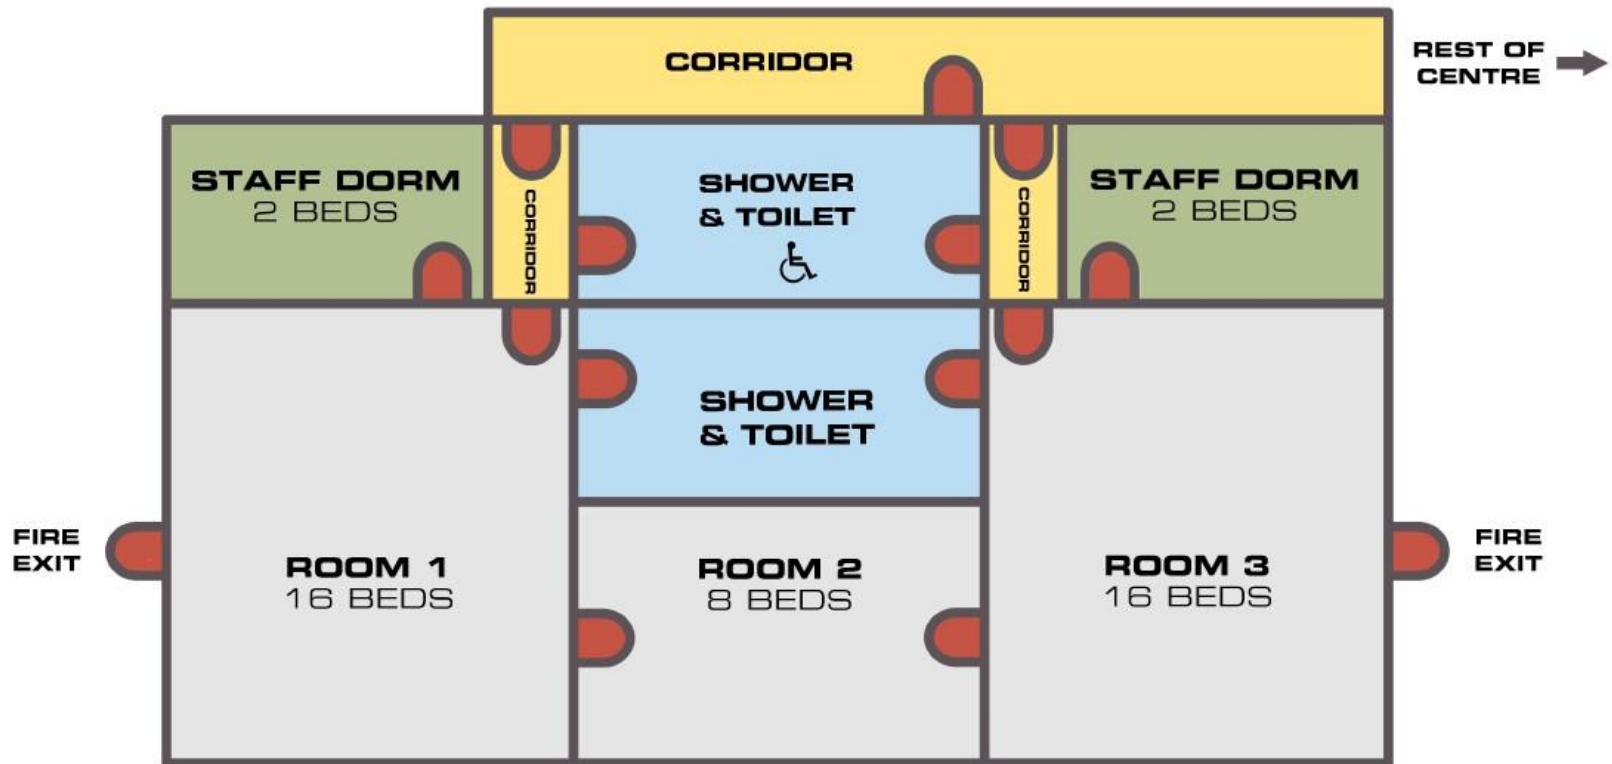 CORRIDOR
REST OF
CENTRE
STAFF DORM
2 BEDS
CORRIDOR
SHOWER
& TOILET
CORRIDOR
STAFF DORM
2 BEDS
SHOWER
& TOILET
FIRE
EXIT
ROOM 1
16 BEDS
ROOM 2
8 BEDS
ROOM 3
16 BEDS
FIRE
EXIT